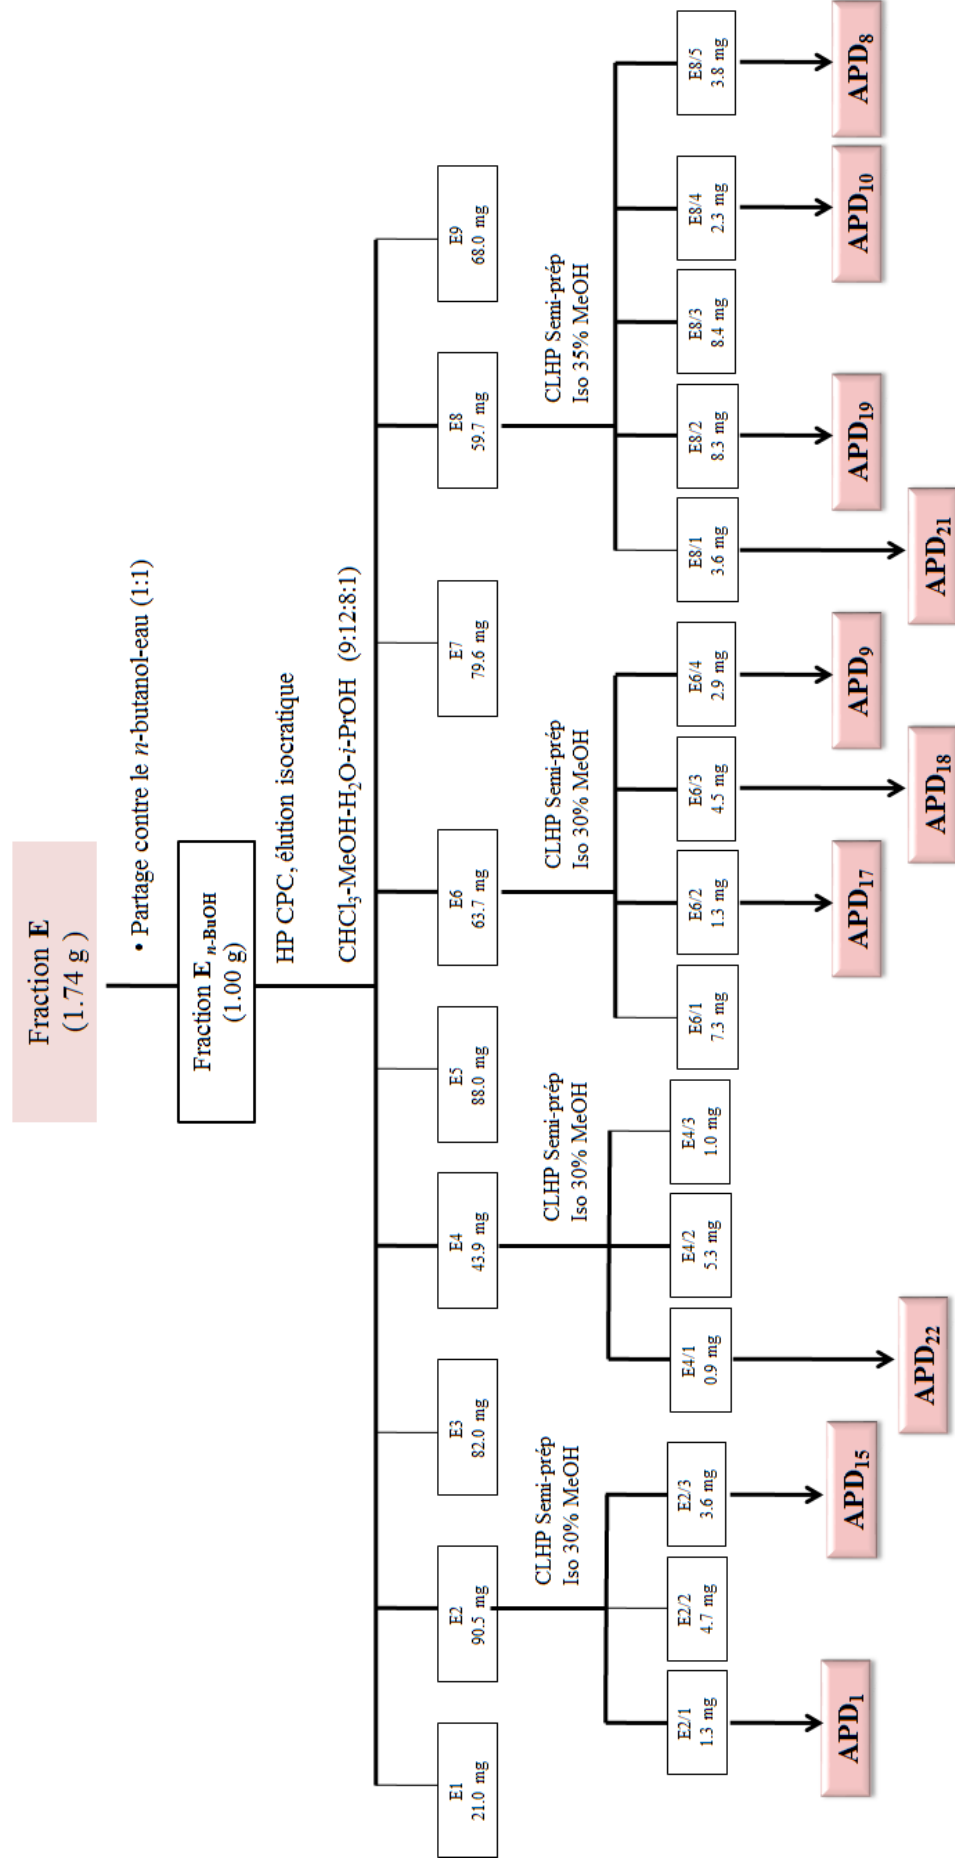 Fraction E
(1.74 g )
• Partage contre le n-butanol-eau (1:1)
Fraction E n-BuOH
(1.00 g)
HP CPC, élution isocratique
CHCl3-MeOH-H2O-i-PrOH (9:12:8:1)
E1
21.0 mg
E2
90.5 mg
E3
82.0 mg
E4
43.9 mg
E5
88.0 mg
E6
63.7 mg
E7
79.6 mg
E8
59.7 mg
E9
68.0 mg
CLHP Semi-prép
Iso 30% MeOH
CLHP Semi-prép
Iso 30% MeOH
CLHP Semi-prép
Iso 30% MeOH
CLHP Semi-prép
Iso 35% MeOH
E2/1
1.3 mg
E2/2
4.7 mg
E2/3
3.6 mg
E4/1
0.9 mg
E4/2
5.3 mg
E4/3
1.0 mg
E6/1
7.3 mg
E6/2
1.3 mg
E6/3
4.5 mg
E6/4
2.9 mg
E8/1
3.6 mg
E8/2
8.3 mg
E8/3
8.4 mg
E8/4
2.3 mg
E8/5
3.8 mg
APD1
APD15
APD22
APD17
APD18
APD9
APD21
APD19
APD10
APD8